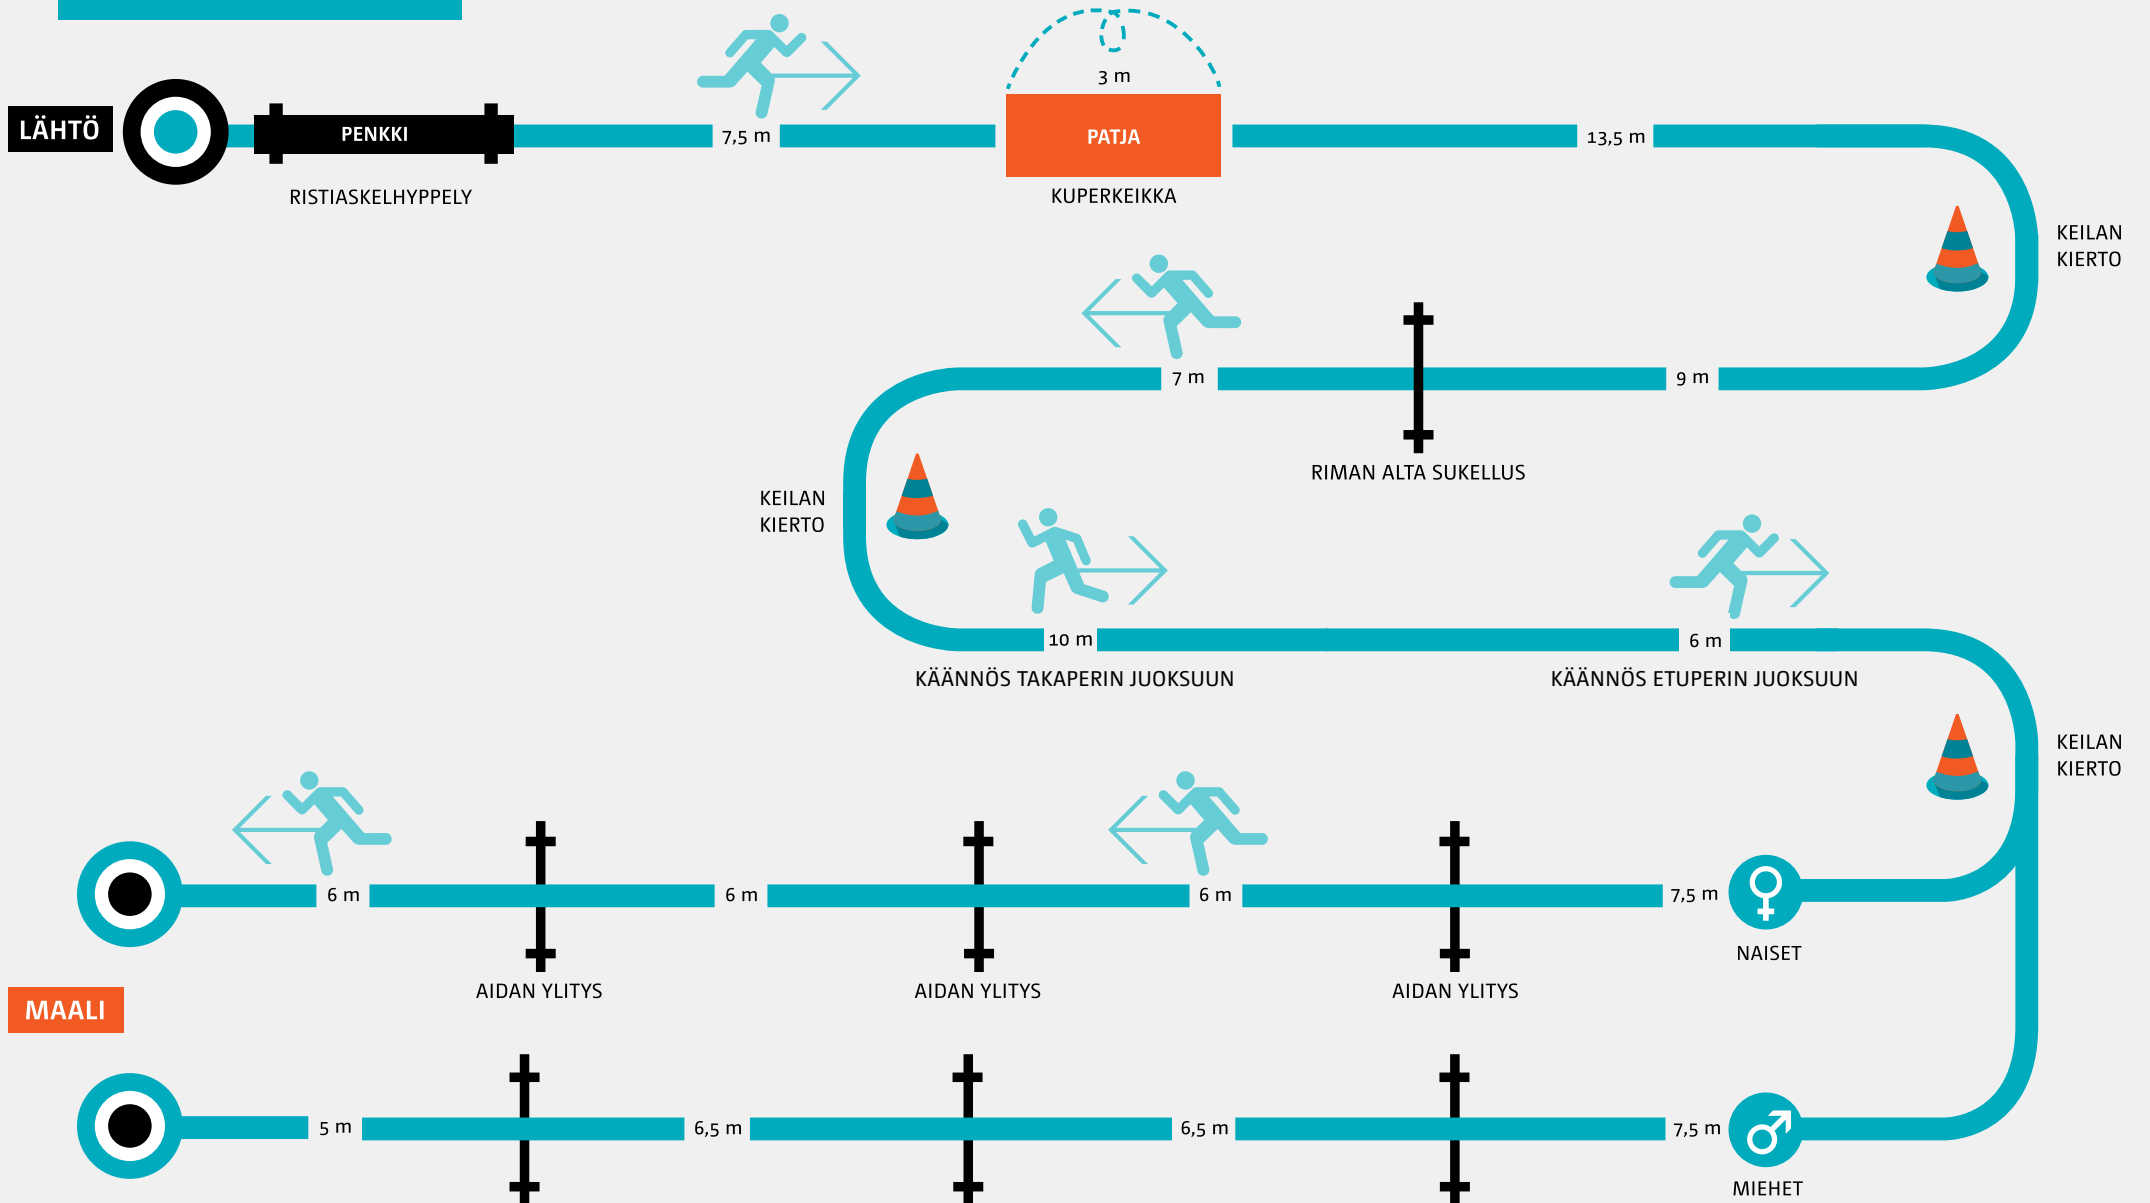 3 m
LÄHTÖ
PENKKI
7,5 m
PATJA
13,5 m
RISTIASKELHYPPELY
KUPERKEIKKA
KEILAN
KIERTO
7 m
9 m
RIMAN ALTA SUKELLUS
KEILAN
KIERTO
10 m
6 m
KÄÄNNÖS TAKAPERIN JUOKSUUN
KÄÄNNÖS ETUPERIN JUOKSUUN
KEILAN
KIERTO
6 m
6 m
6 m
7,5 m
NAISET
AIDAN YLITYS
AIDAN YLITYS
AIDAN YLITYS
MAALI
5 m
6,5 m
6,5 m
7,5 m
MIEHET